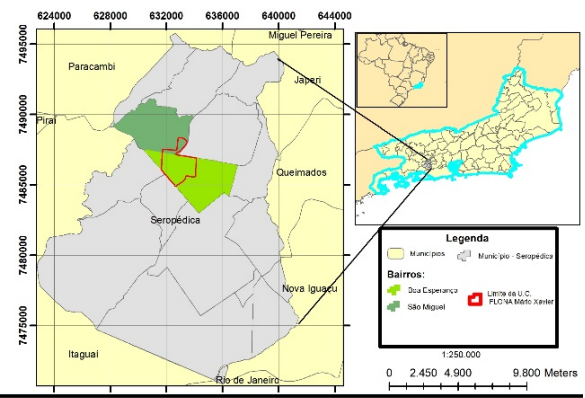 624000 628000 632000 636000 640000 644000
7495000
7490000
7485000
7480000
7475000
Miguel Pereira
Paracambi
Japeri
Piraí
Queimados
Seropédica
Nova Iguaçu
Itaguaí
Rio de Janeiro
Legenda
Municípios
Município - Seropédica
Bairros:
Boa Esperança
São Miguel
Limite da U.C.
FLONA Mário Xavier
1:250.000
0 2.450 4.900 9.800 Meters